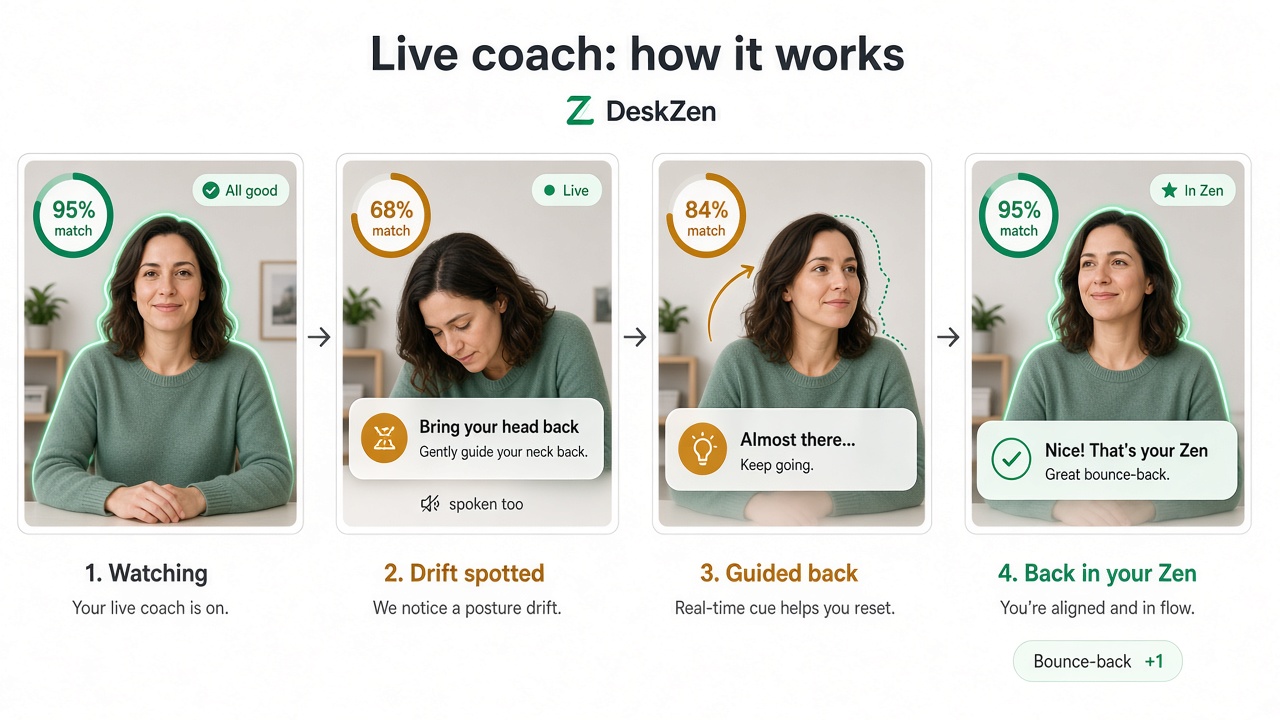 Live coach: how it works
DeskZen
95%
match
All good
68%
match
Live
Bring your head back
Gently guide your neck back.
spoken too
84%
match
Almost there...
Keep going.
95%
match
In Zen
Nice! That's your Zen
Great bounce-back.
1. Watching
Your live coach is on.
2. Drift spotted
We notice a posture drift.
3. Guided back
Real-time cue helps you reset.
4. Back in your Zen
You're aligned and in flow.
Bounce-back +1